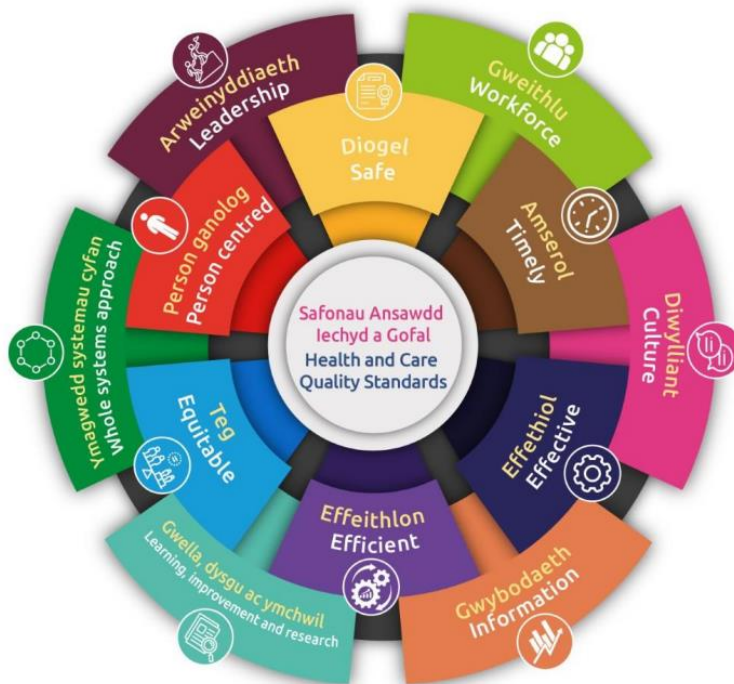 Arweinyddiaeth
Leadership
Gweithlu
Workforce
Diogel
Safe
Person ganolog
Person centred
Amserol
Timely
Ymagwedd systemau cyfan
Whole systems approach
Safonau Ansawdd
Iechyd a Gofal
Health and Care
Quality Standards
Diwylliant
Culture
Teg
Equitable
Effethiol
Effective
Effeithlon
Efficient
Gwella, dysgu ac ymchwil
Learning, improvement and research
Gwybodaeth
Information